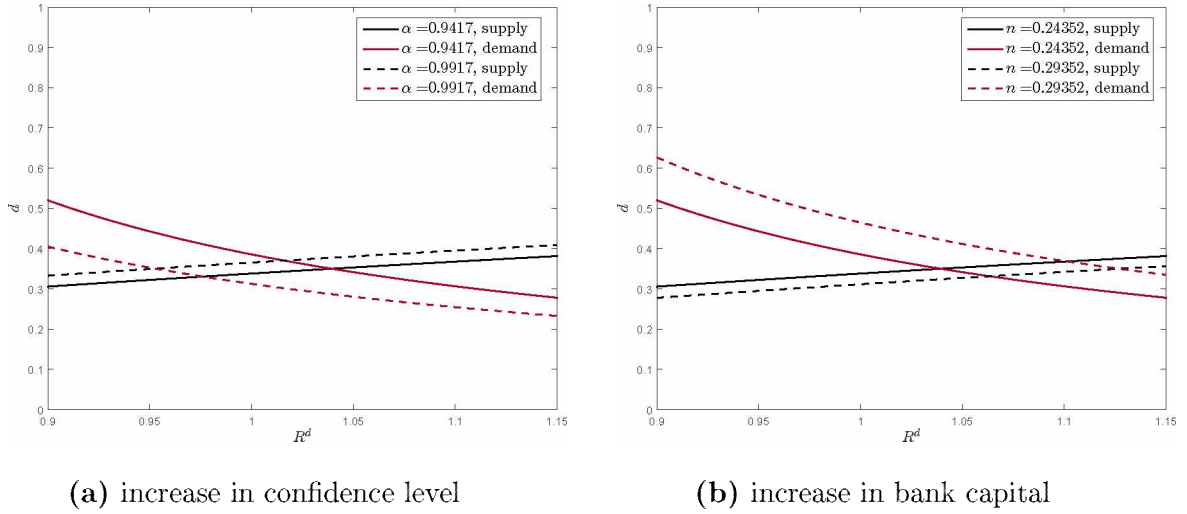 1
0.9
0.8
0.7
0.6
0.5
0.4
0.3
0.2
0.1
0
d
0.9 0.95 1 1.05 1.1 1.15
R^d
α =0.9417, supply
α =0.9417, demand
α =0.9917, supply
α =0.9917, demand
(a) increase in confidence level
1
0.9
0.8
0.7
0.6
0.5
0.4
0.3
0.2
0.1
0
d
0.9 0.95 1 1.05 1.1 1.15
R^d
n =0.24352, supply
n =0.24352, demand
n =0.29352, supply
n =0.29352, demand
(b) increase in bank capital